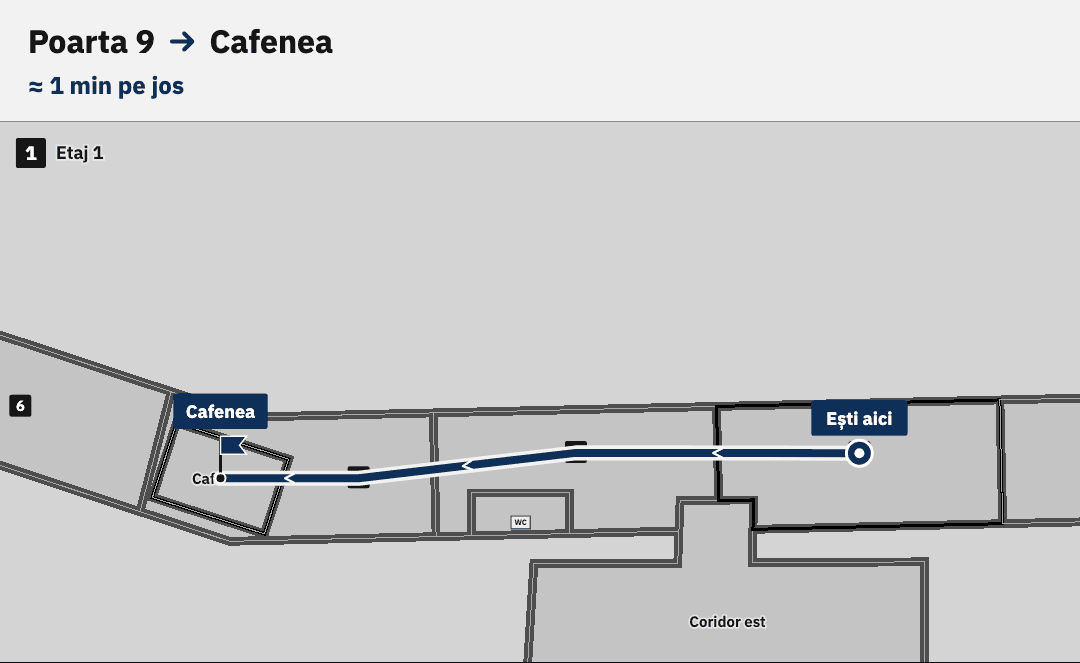 Poarta 9 → Cafenea
≈ 1 min pe jos
1 Etaj 1
6
Cafenea
Ești aici
Caf
WC
Coridor est